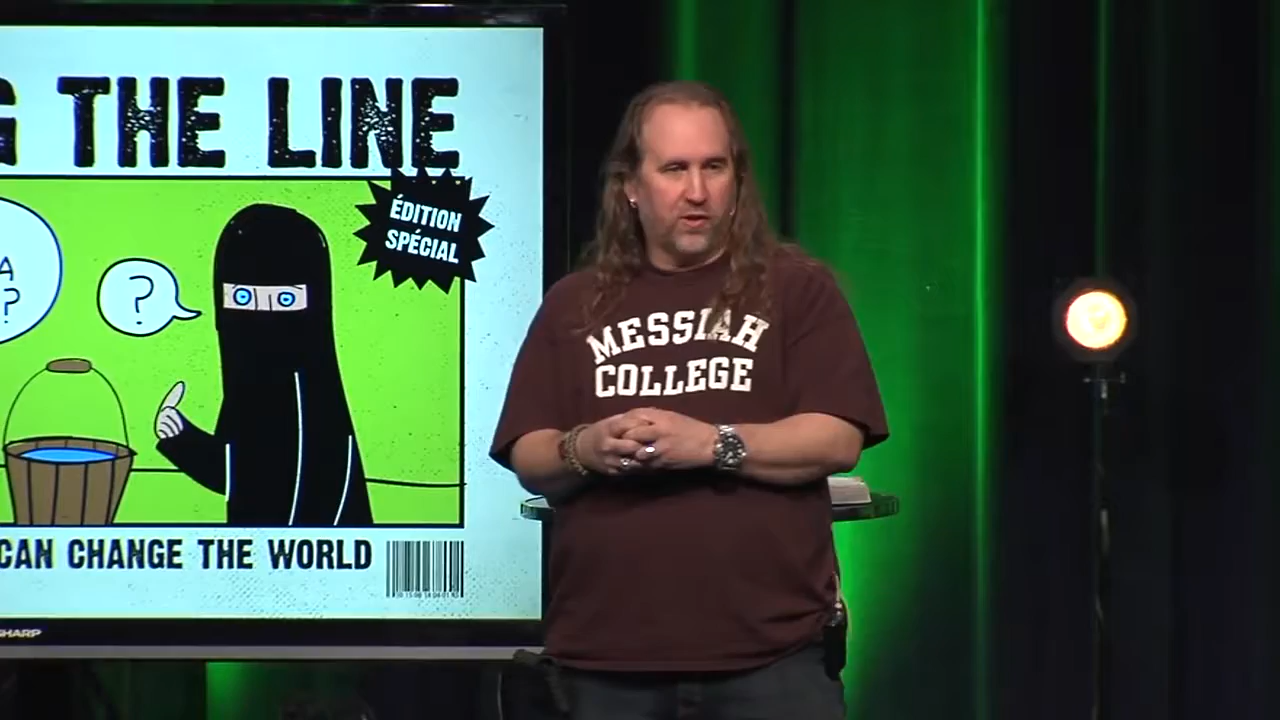 G THE LINE
ÉDITION
SPÉCIAL
A
?
?
CAN CHANGE THE WORLD
SHARP
MESSIAH
COLLEGE